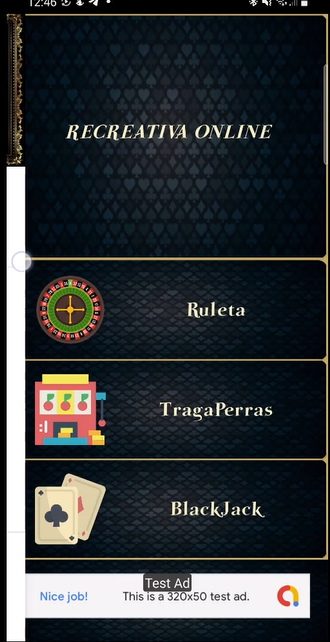 12:46
RECREATIVA ONLINE
Ruleta
TragaPerras
BlackJack
Test Ad
Nice job! This is a 320x50 test ad.